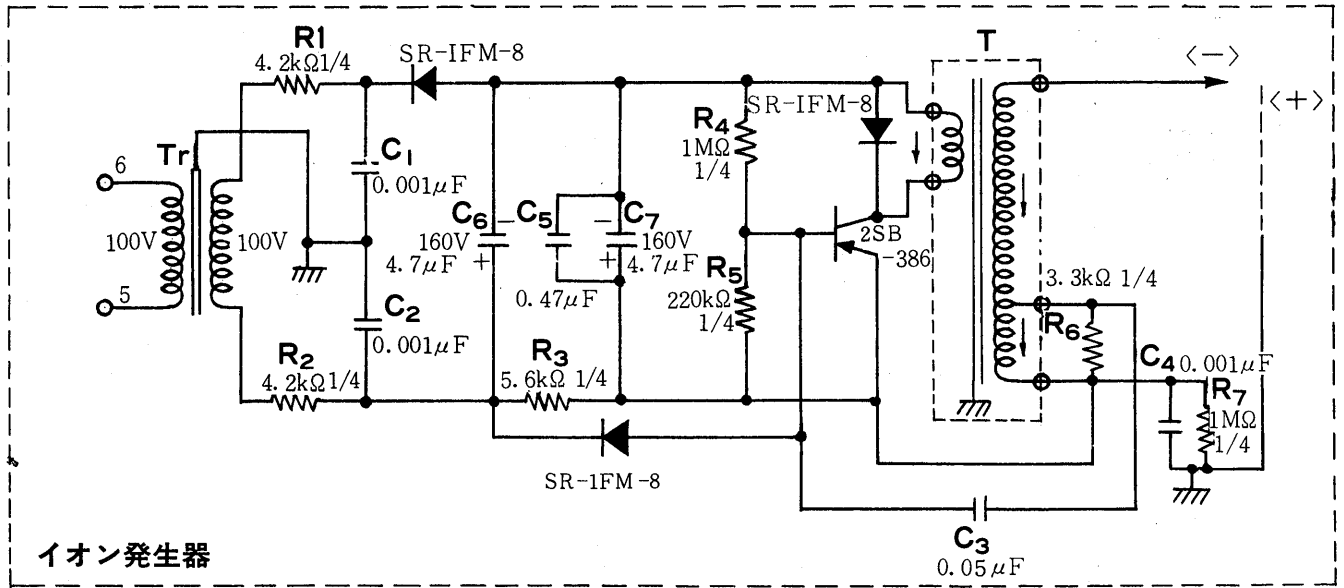 R1
4.2kΩ1/4
SR-IFM-8
T
〈−〉
〈+〉
SR-IFM-8
R4
1MΩ
1/4
Tr
6
C1
0.001μF
100V
100V
5
C6
−
160V
4.7μF
+
C5
0.47μF
−
C7
160V
+
4.7μF
2SB
-386
R5
220kΩ
1/4
3.3kΩ 1/4
R6
C2
0.001μF
R2
4.2kΩ1/4
R3
5.6kΩ 1/4
C4
0.001μF
R7
1MΩ
1/4
SR-1FM-8
C3
0.05μF
イオン発生器